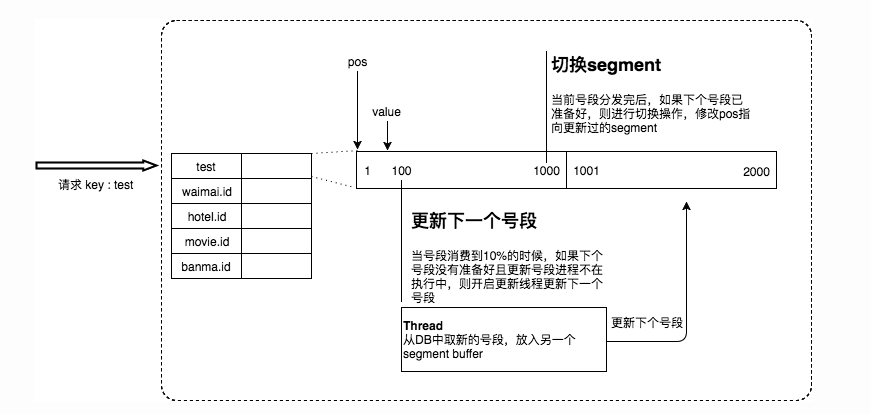 pos
切换segment
当前号段分发完后，如果下个号段已
准备好，则进行切换操作，修改pos指
向更新过的segment
value
请求 key : test
test
waimai.id
hotel.id
movie.id
banma.id
1 100 1000 1001 2000
更新下一个号段
当号段消费到10%的时候，如果下个
号段没有准备好且更新号段进程不在
执行中，则开启更新线程更新下一个
号段
Thread
从DB中取新的号段，放入另一个
segment buffer
更新下个号段